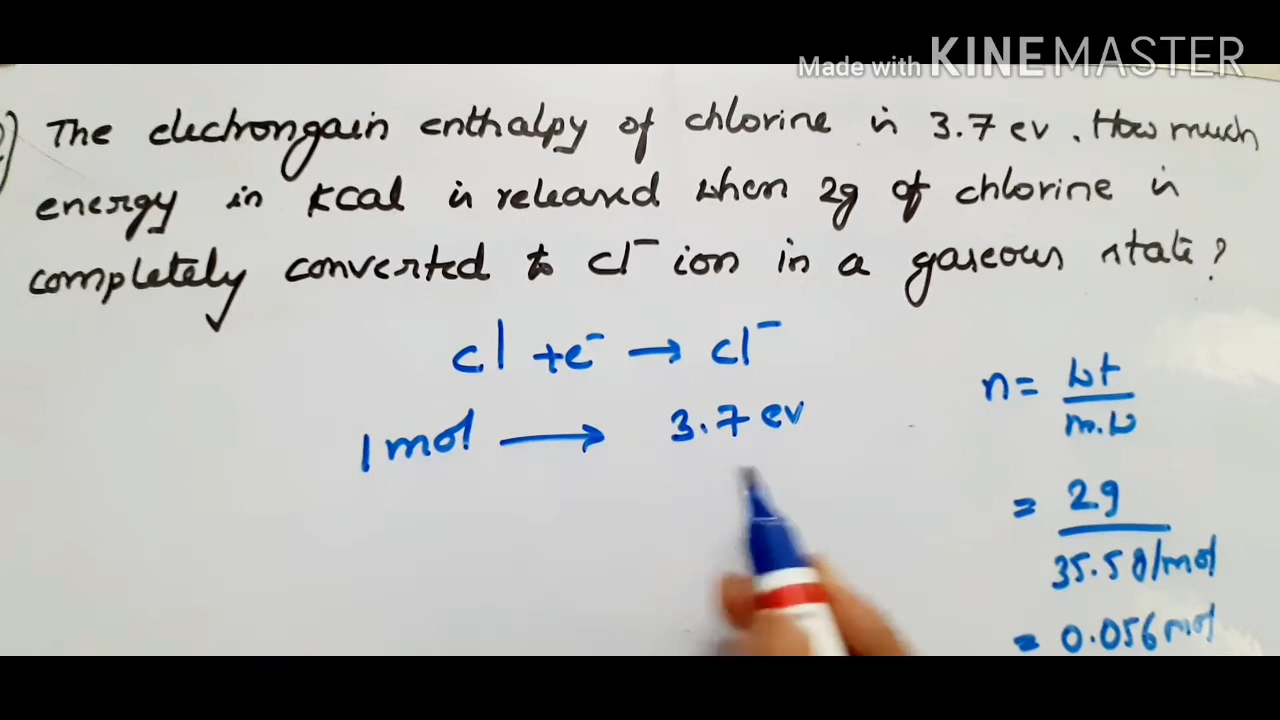 Made with KINEMASTER
The electrongain enthalpy of chlorine is 3.7 ev. How much
energy in kcal is released when 2g of chlorine is
completely converted to Cl⁻ ion in a gaseous state?
Cl + e⁻ → Cl⁻
n = wt / m.w
1 mol → 3.7 ev
= 2g / 35.5g/mol
= 0.056 mol